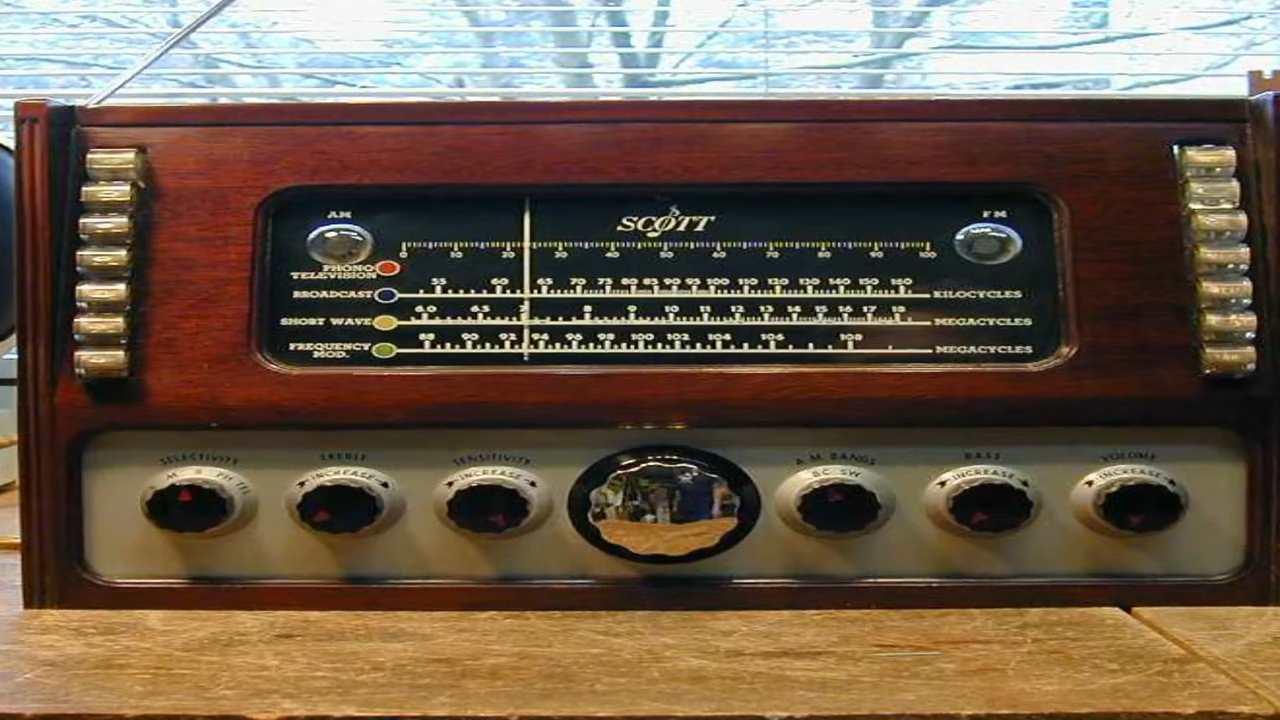 AM SCOTT FM
0 10 20 30 40 50 60 70 80 90 100
PHONO
TELEVISION
BROADCAST 55 60 65 70 75 80 85 90 95 100 110 120 130 140 150 160 KILOCYCLES
SHORT WAVE 6.0 6.5 7 8 9 10 11 12 13 14 15 16 17 18 MEGACYCLES
FREQUENCY
MOD. 88 90 92 94 96 98 100 102 104 106 108 MEGACYCLES
SELECTIVITY TREBLE SENSITIVITY A.M. BANDS BASS VOLUME
INCREASE INCREASE BC SW INCREASE INCREASE